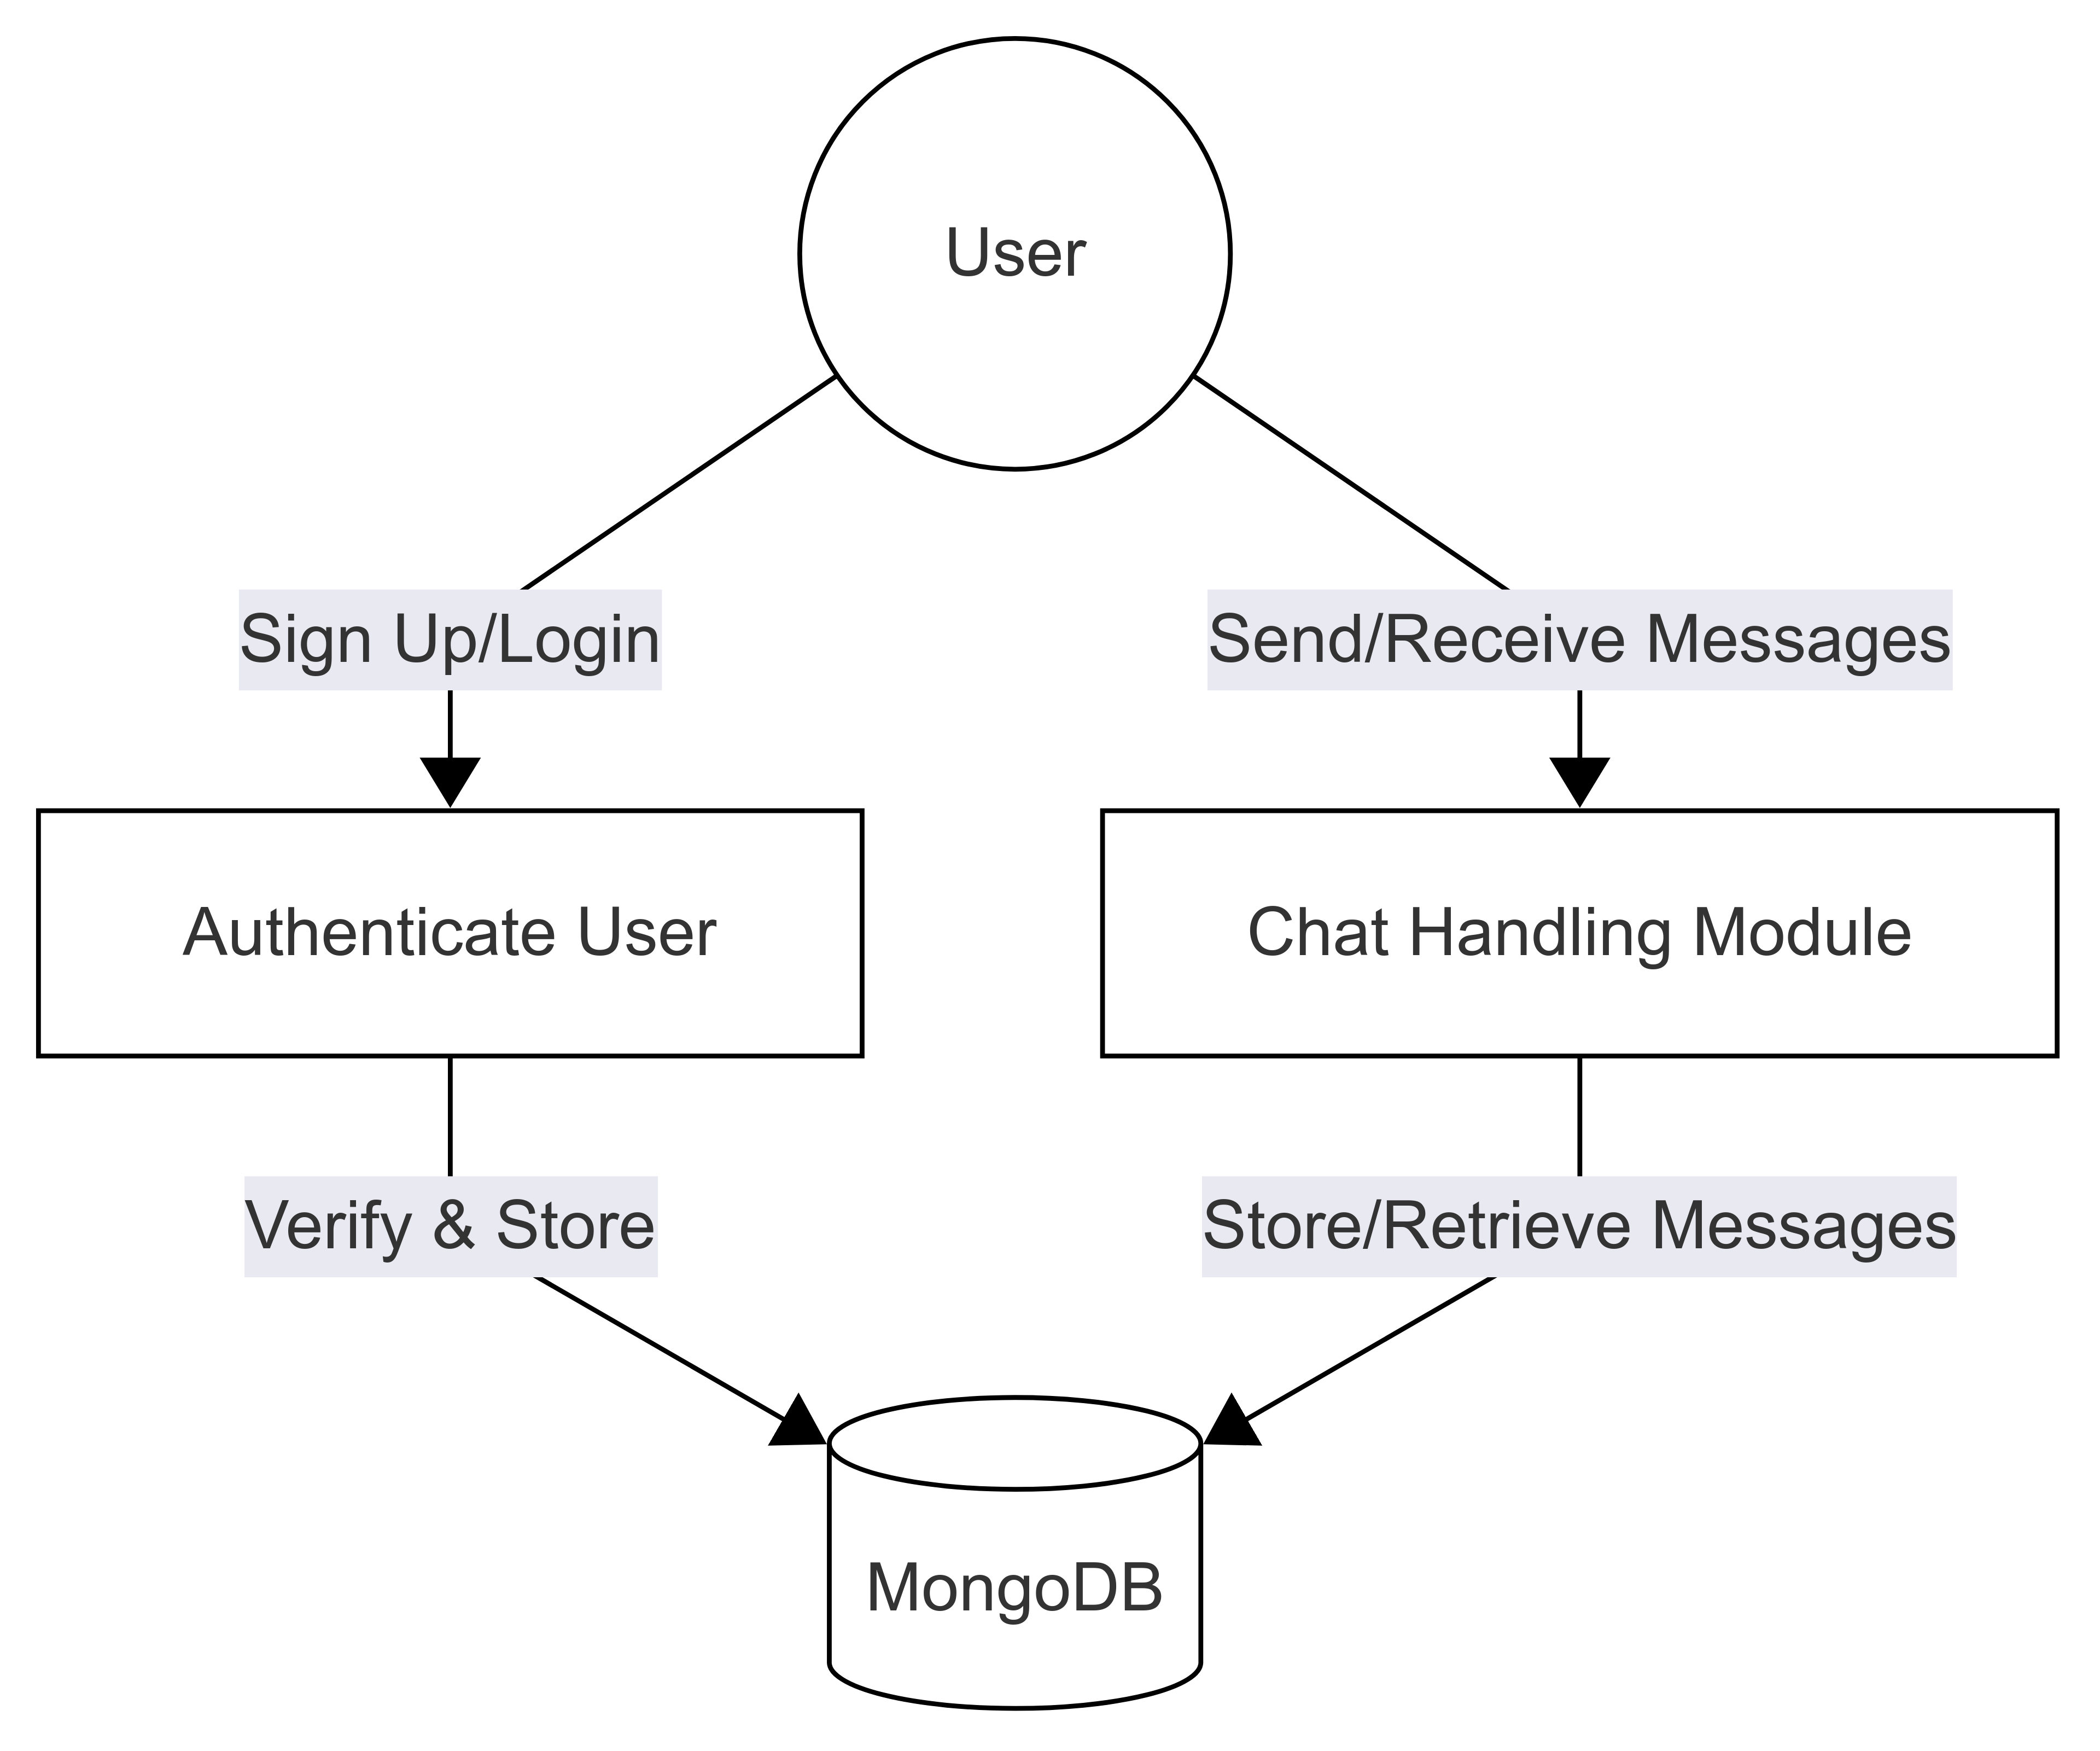 User
Sign Up/Login
Send/Receive Messages
Authenticate User
Chat Handling Module
Verify & Store
Store/Retrieve Messages
MongoDB